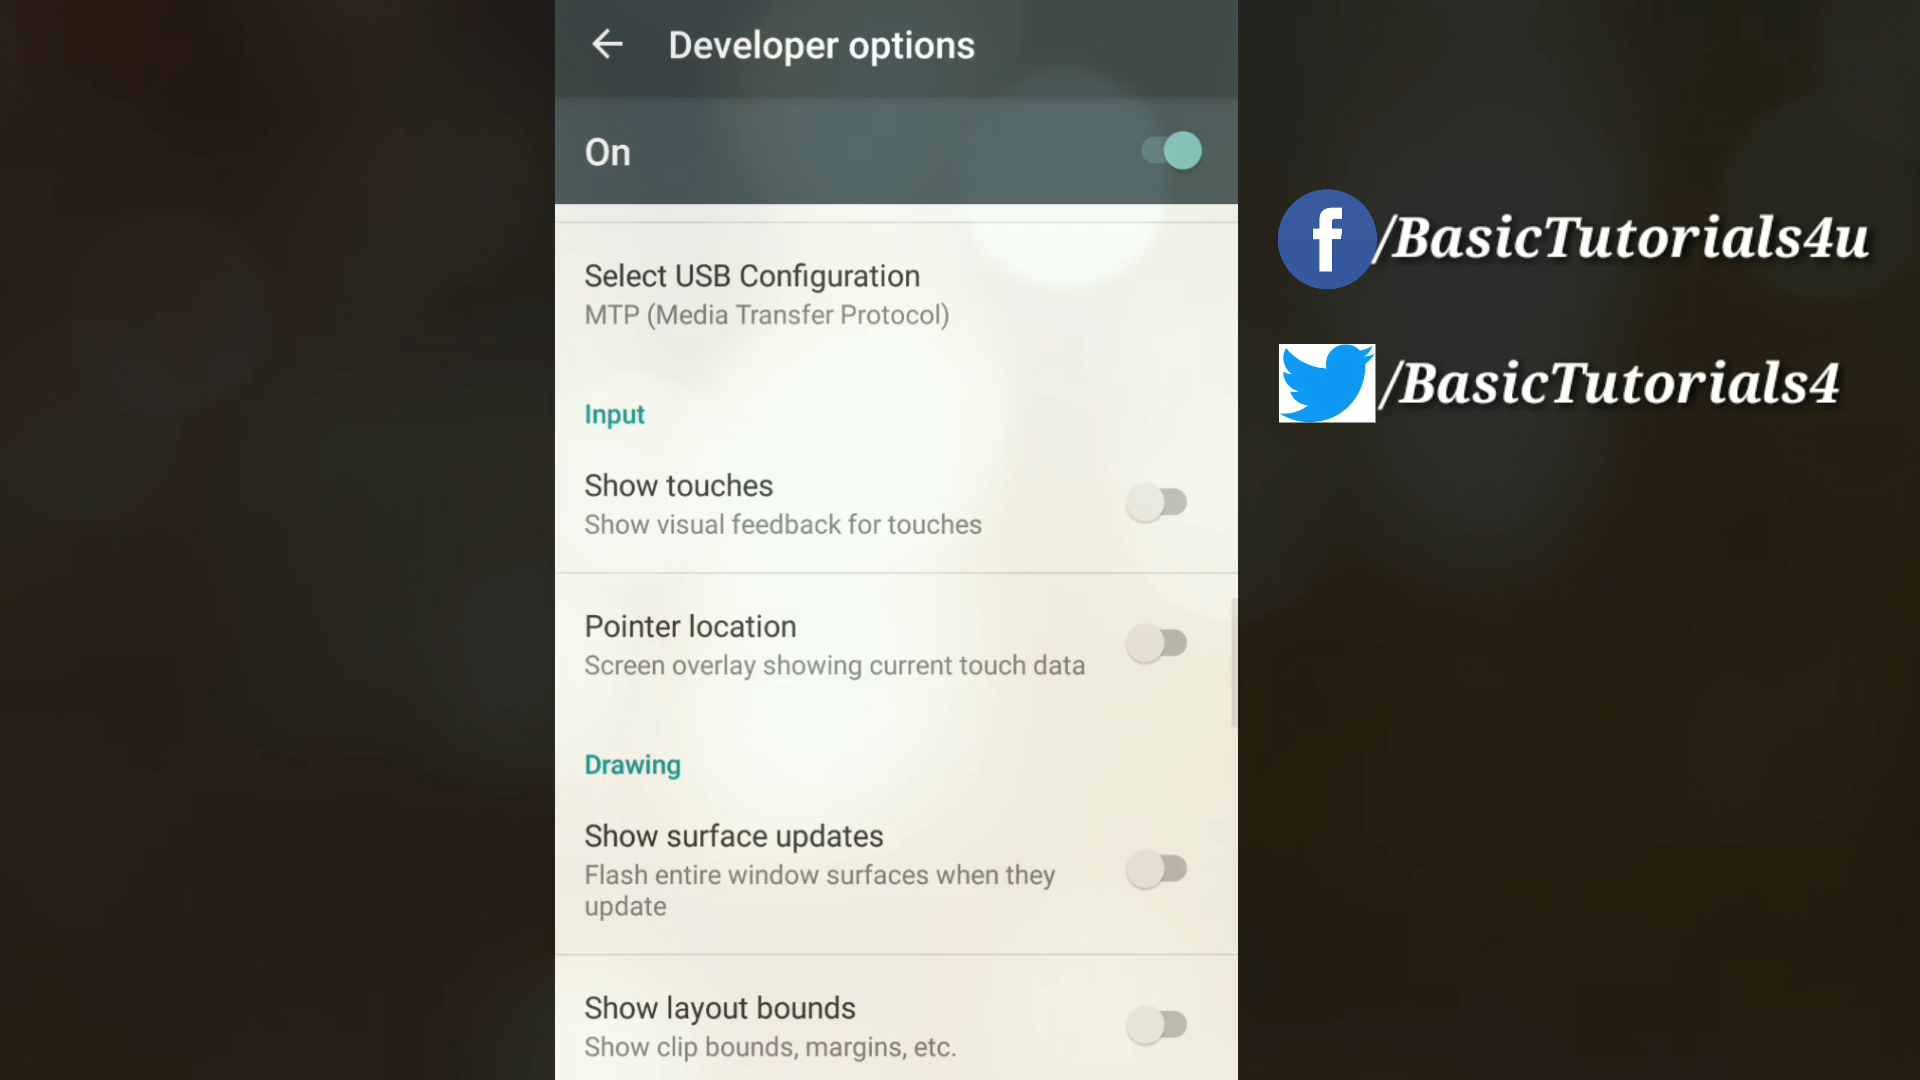 Developer options
On
Select USB Configuration
MTP (Media Transfer Protocol)
Input
Show touches
Show visual feedback for touches
Pointer location
Screen overlay showing current touch data
Drawing
Show surface updates
Flash entire window surfaces when they
update
Show layout bounds
Show clip bounds, margins, etc.
f/BasicTutorials4u
/BasicTutorials4